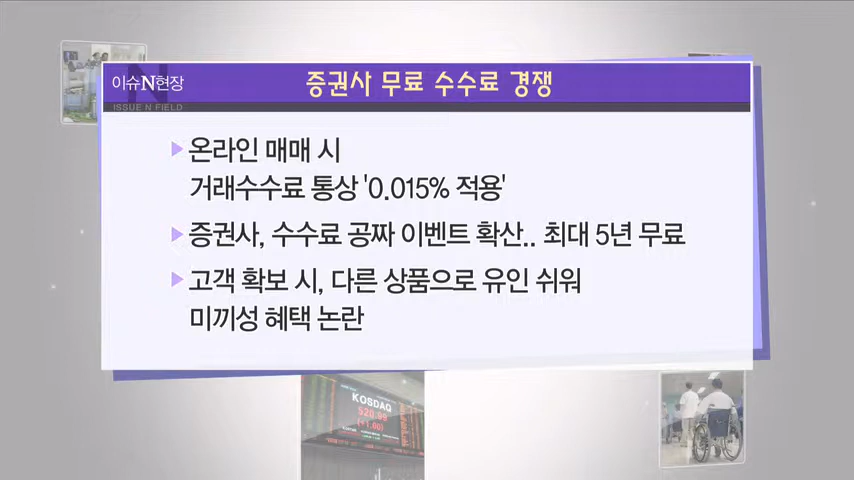 이슈N현장
증권사 무료 수수료 경쟁
ISSUE N FIELD
온라인 매매 시
거래수수료 통상 '0.015% 적용'
증권사, 수수료 공짜 이벤트 확산.. 최대 5년 무료
고객 확보 시, 다른 상품으로 유인 쉬워
미끼성 혜택 논란
KOSDAQ
520.99
(+1.00)